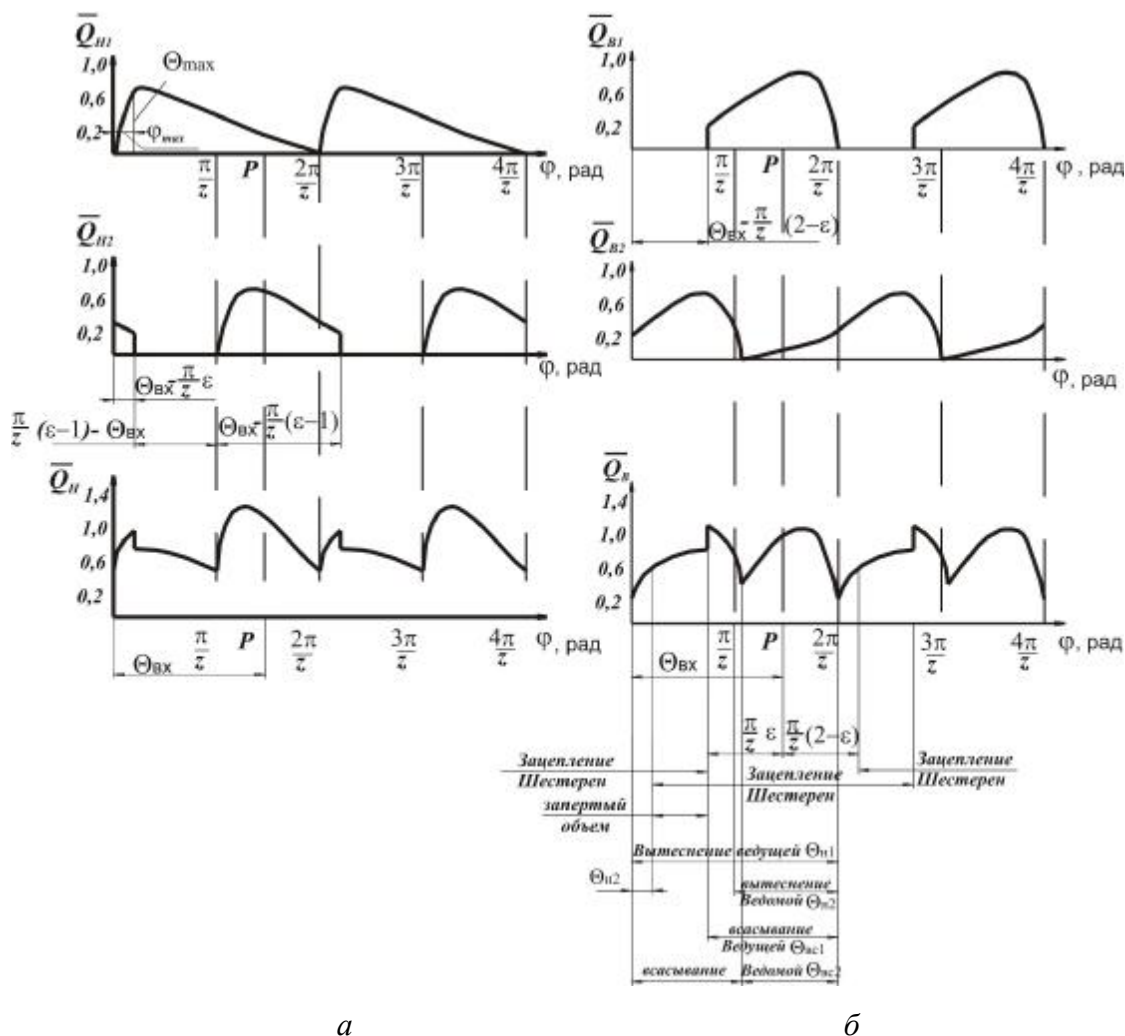 Q̅н1
1,0
0,6
0,2
Θmax
φmax
π/z
P
2π/z
3π/z
4π/z
φ, рад
Q̅н2
1,0
0,6
0,2
φ, рад
Θвх - π/z ε
π/z (ε−1) - Θвх
Θвх - π/z (ε−1)
Q̅н
1,4
1,0
0,6
0,2
π/z
P
2π/z
3π/z
4π/z
φ, рад
Θвх
а
Q̅в1
1,0
0,6
0,2
π/z
P
2π/z
3π/z
4π/z
φ, рад
Θвх - π/z (2−ε)
Q̅в2
1,0
0,6
0,2
φ, рад
Q̅в
1,4
1,0
0,6
0,2
π/z
P
2π/z
3π/z
4π/z
φ, рад
Θвх
π/z ε
π/z (2−ε)
Зацепление
Шестерен
Зацепление
Шестерен
Зацепление
Шестерен
запертый
объем
Вытеснение ведущей Θн1
Θн2
вытеснение
Ведомой Θн2
всасывание
Ведущей Θвс1
всасывание
Ведомой Θвс2
б